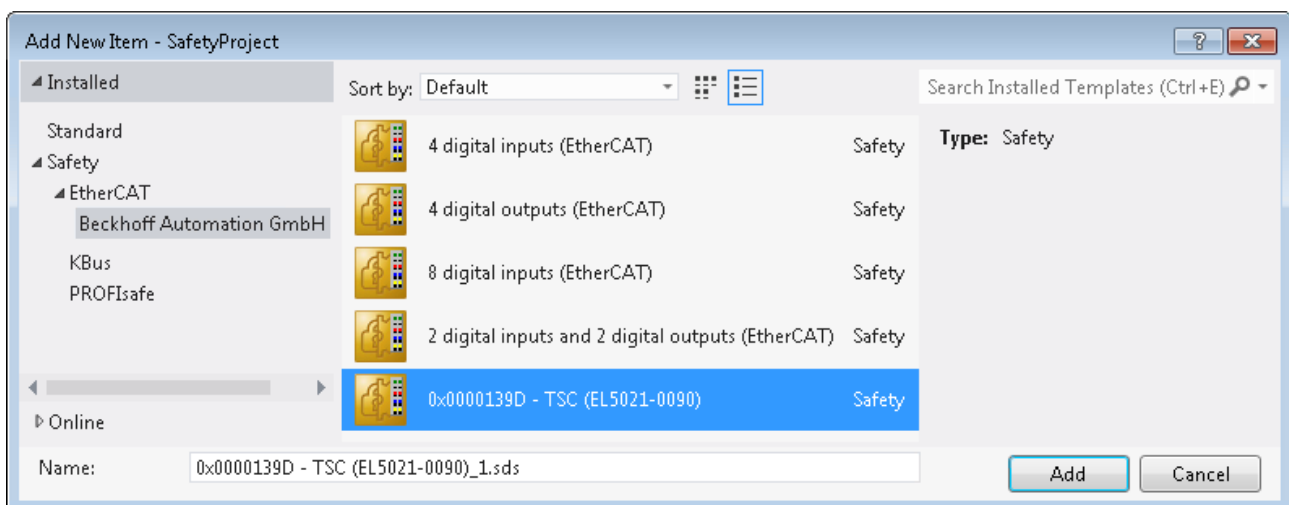 Add New Item - SafetyProject
Installed
Sort by: Default
Search Installed Templates (Ctrl+E)
Standard
Safety
EtherCAT
Beckhoff Automation GmbH
KBus
PROFIsafe
Online
4 digital inputs (EtherCAT) Safety
4 digital outputs (EtherCAT) Safety
8 digital inputs (EtherCAT) Safety
2 digital inputs and 2 digital outputs (EtherCAT) Safety
0x0000139D - TSC (EL5021-0090) Safety
Type: Safety
Name: 0x0000139D - TSC (EL5021-0090)_1.sds
Add Cancel